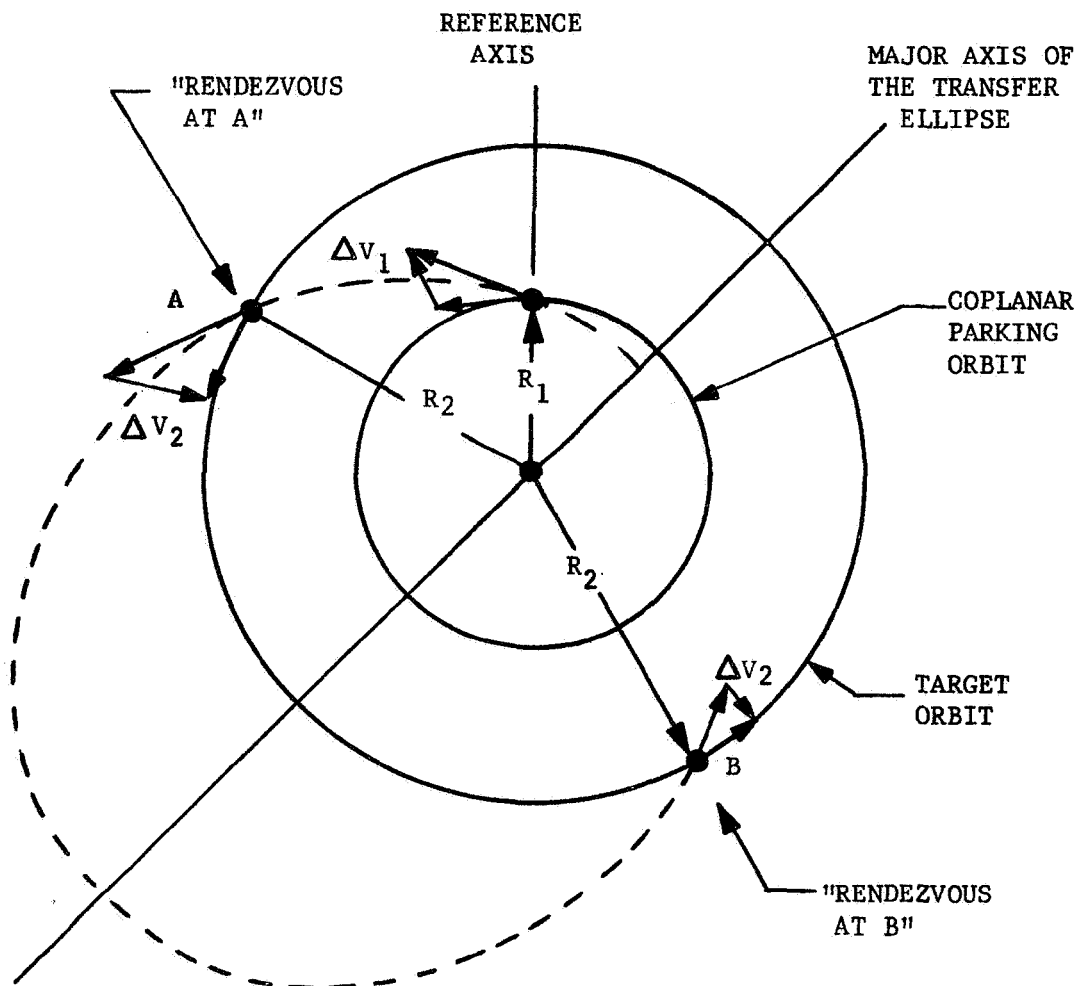 REFERENCE
AXIS
MAJOR AXIS OF
THE TRANSFER
ELLIPSE
"RENDEZVOUS
AT A"
ΔV1
A
COPLANAR
PARKING
ORBIT
R1
R2
ΔV2
R2
ΔV2
TARGET
ORBIT
B
"RENDEZVOUS
AT B"